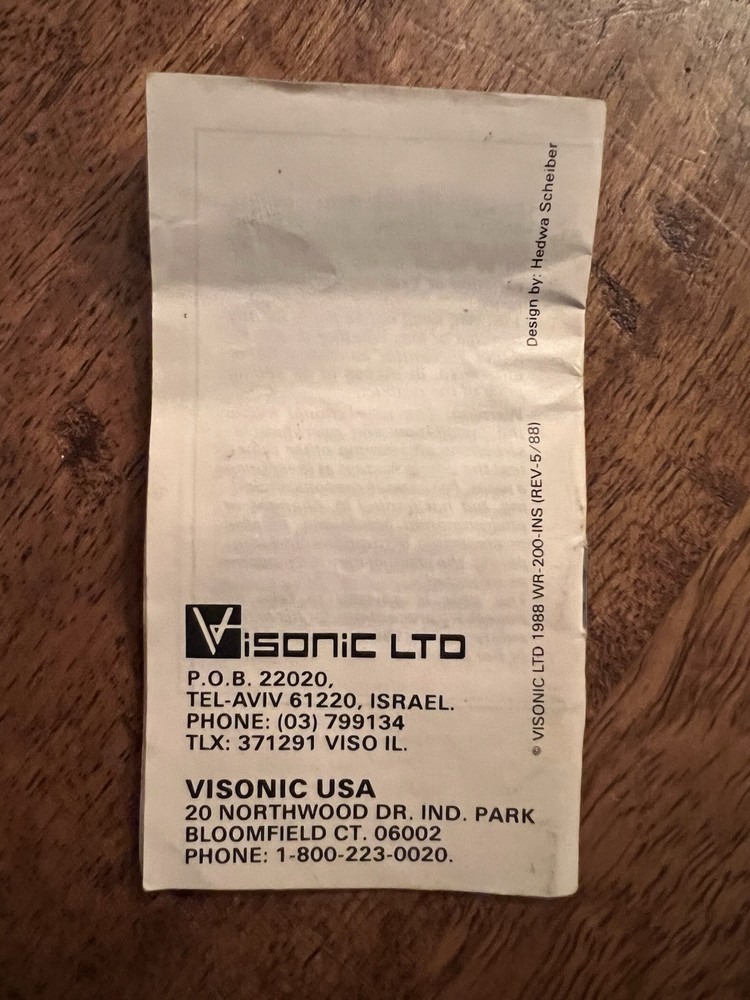 Visonic LTD
P.O.B. 22020,
TEL-AVIV 61220, ISRAEL.
PHONE: (03) 799134
TLX: 371291 VISO IL.
VISONIC USA
20 NORTHWOOD DR. IND. PARK
BLOOMFIELD CT. 06002
PHONE: 1-800-223-0020.
© VISONIC LTD 1988 WR-200-INS (REV-5/88)
Design by: Hedwa Scheiber